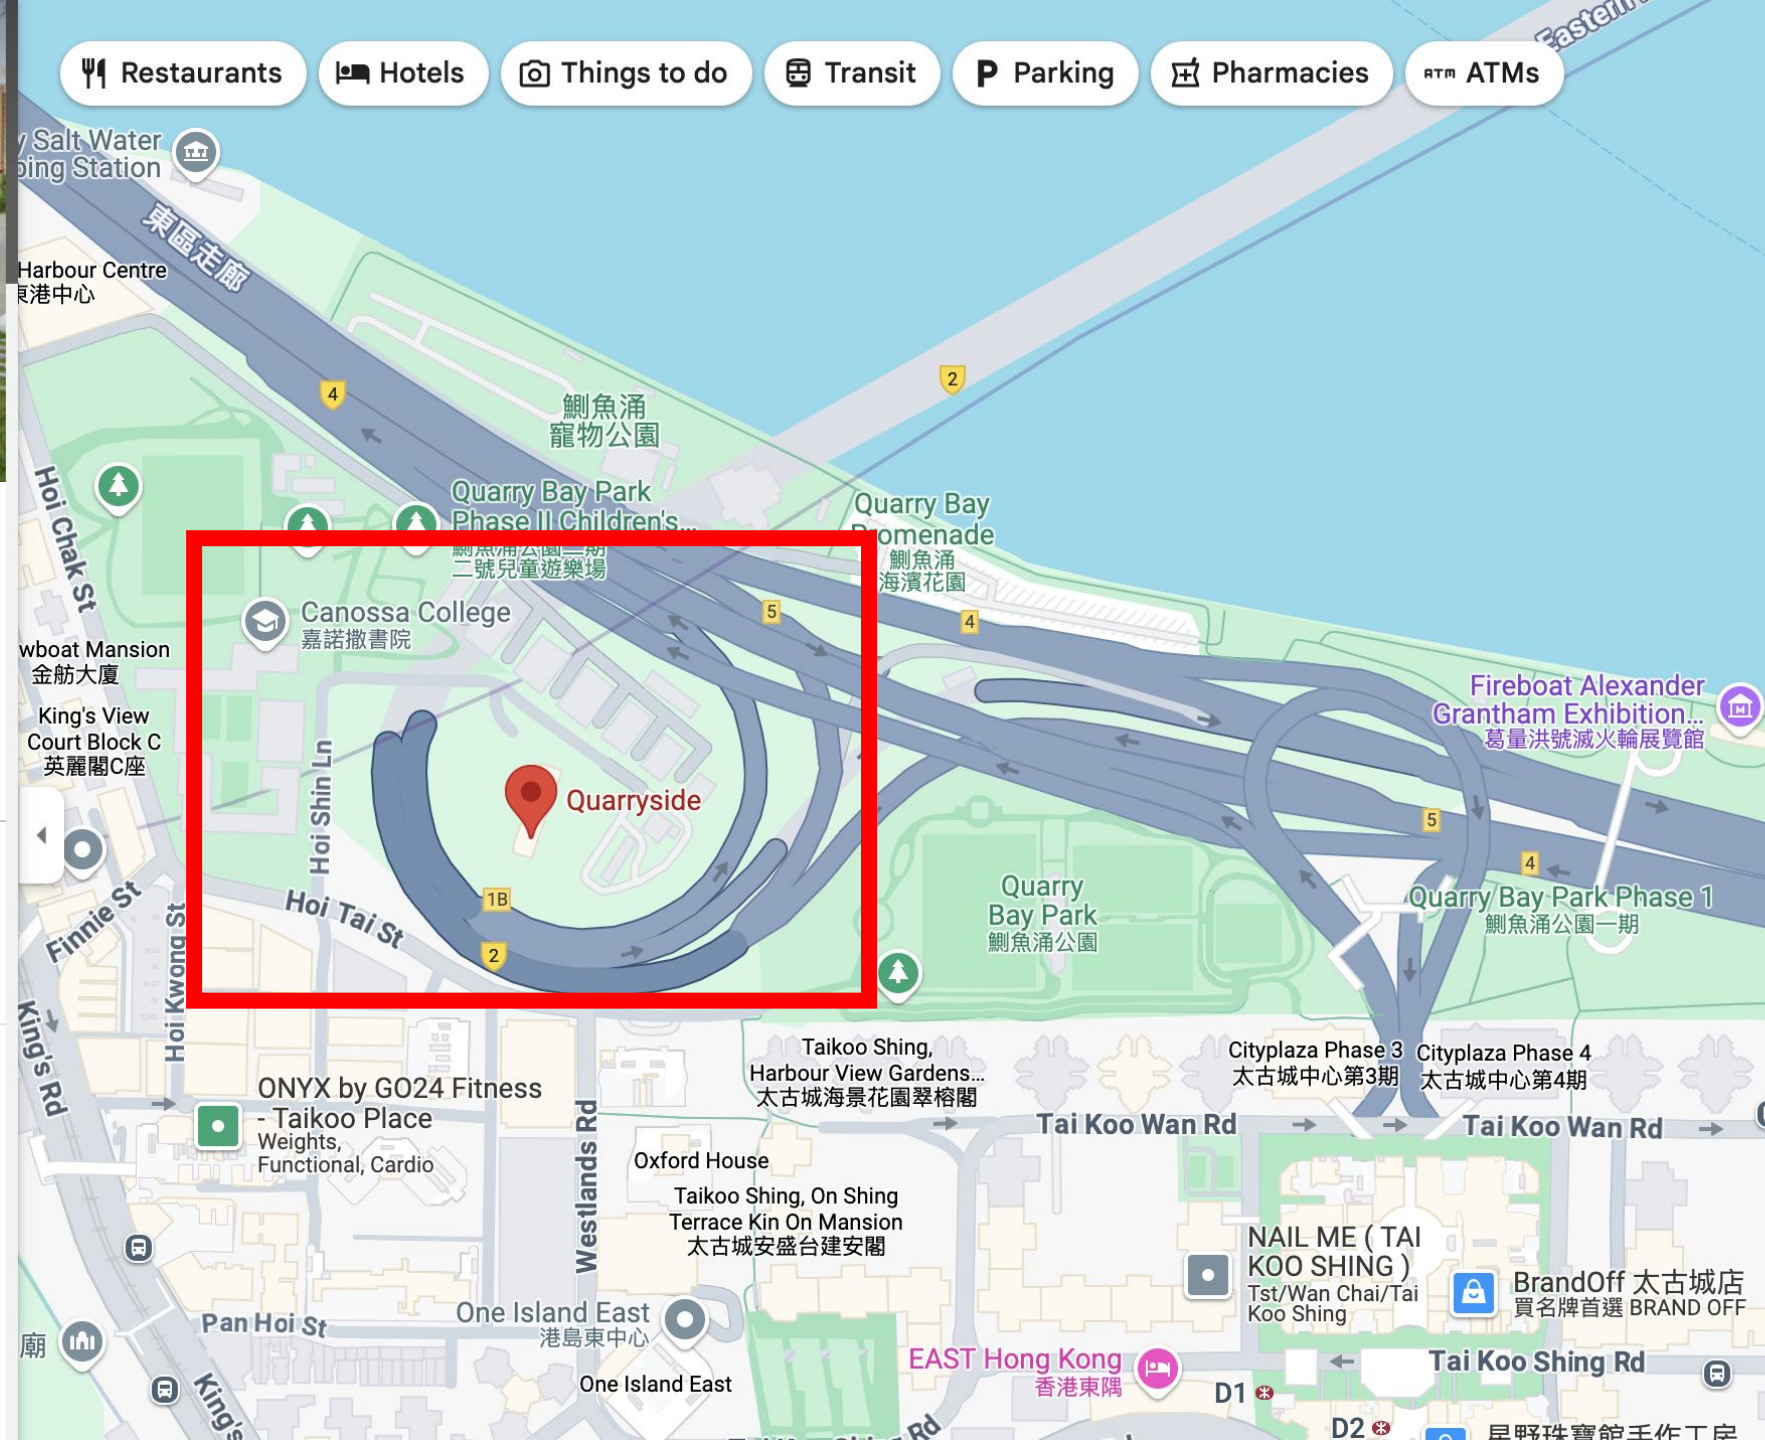 Restaurants
Hotels
Things to do
Transit
Parking
Pharmacies
ATM ATMs
Eastern
Salt Water
Station
東區走廊
Harbour Centre
東港中心
4
2
鰂魚涌
寵物公園
Hoi Chak St
Quarry Bay Park
Phase II Children's...
鰂魚涌公園二期
二號兒童遊樂場
Quarry Bay
Promenade
鰂魚涌
海濱花園
Canossa College
嘉諾撒書院
5
4
Mansion
金舫大廈
King's View
Court Block C
英麗閣C座
Fireboat Alexander
Grantham Exhibition...
葛量洪號滅火輪展覽館
M
Hoi Shin Ln
Quarryside
5
4
Quarry
Bay Park
鰂魚涌公園
Quarry Bay Park Phase 1
鰂魚涌公園一期
1B
2
Hoi Tai St
Finnie St
Hoi Kwong St
King's Rd
Taikoo Shing,
Harbour View Gardens...
太古城海景花園翠榕閣
Cityplaza Phase 3
太古城中心第3期
Cityplaza Phase 4
太古城中心第4期
ONYX by GO24 Fitness
- Taikoo Place
Weights,
Functional, Cardio
Westlands Rd
Tai Koo Wan Rd
Tai Koo Wan Rd
Oxford House
Taikoo Shing, On Shing
Terrace Kin On Mansion
太古城安盛台建安閣
NAIL ME ( TAI
KOO SHING )
Tst/Wan Chai/Tai
Koo Shing
BrandOff 太古城店
買名牌首選 BRAND OFF
Pan Hoi St
One Island East
港島東中心
廟
EAST Hong Kong
香港東隅
Tai Koo Shing Rd
One Island East
D1
King's
D2
Rd
星野珠寶館手作工房